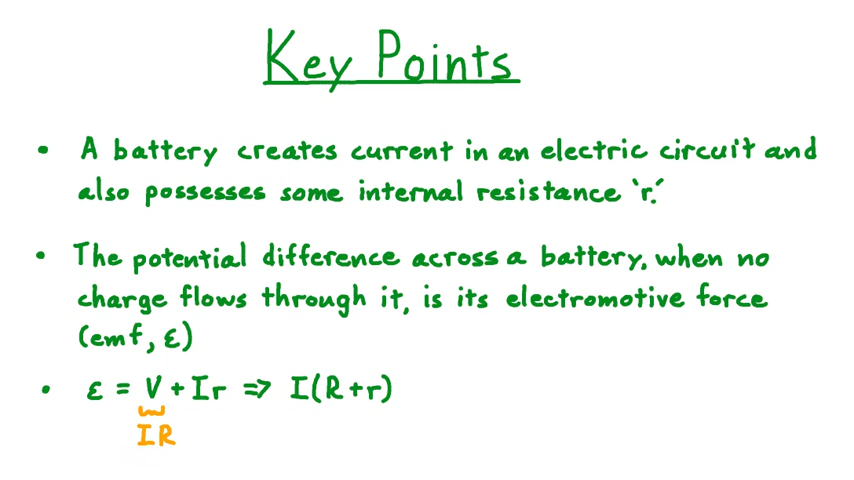 Key Points
• A battery creates current in an electric circuit and
also possesses some internal resistance 'r.'
• The potential difference across a battery, when no
charge flows through it, is its electromotive force
(emf, ε)
• ε = V + Ir => I(R+r)
IR